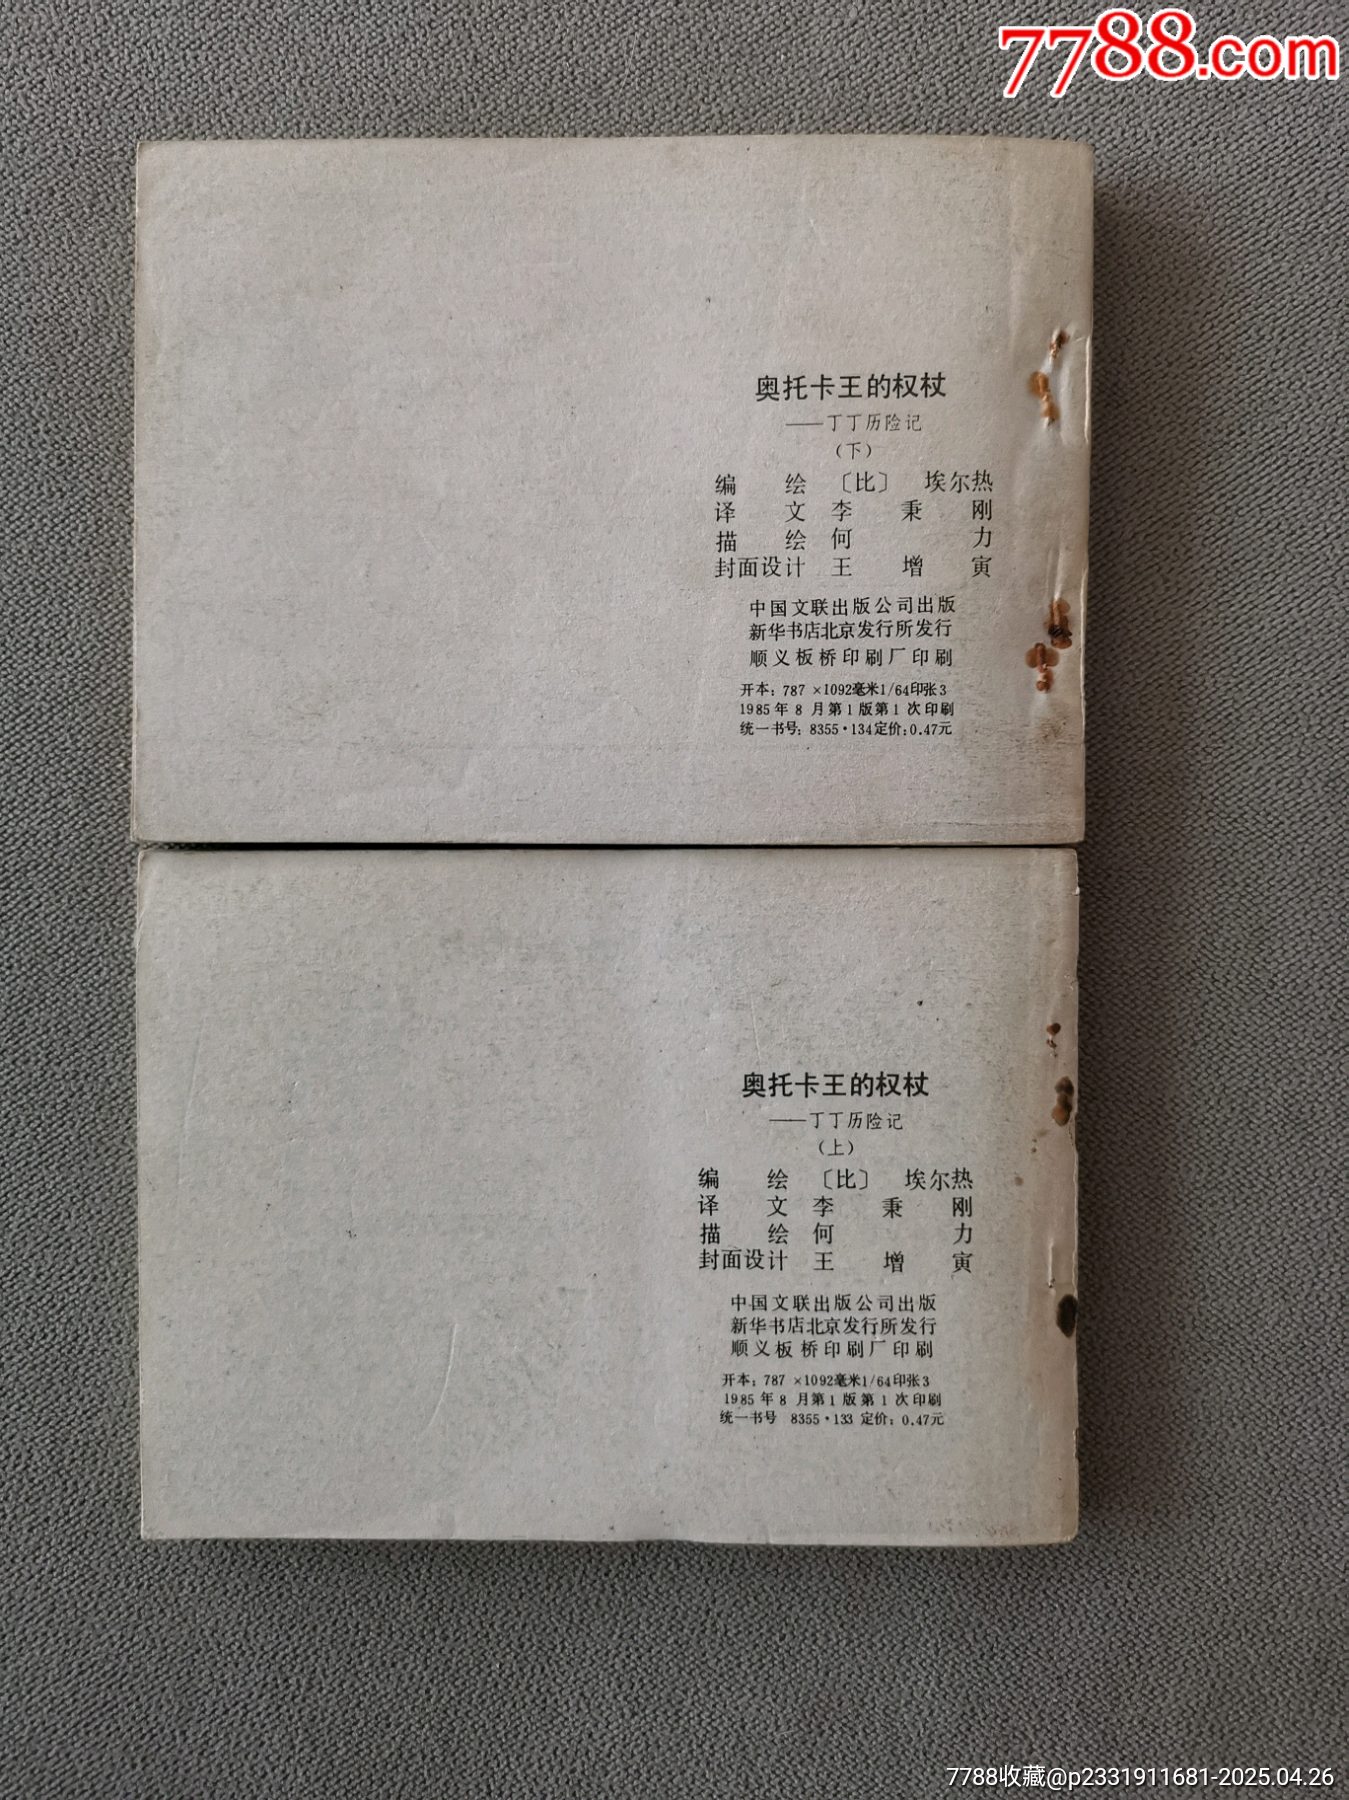 7788.com
奥托卡王的权杖
——丁丁历险记
（下）
编 绘 〔比〕 埃尔热
译 文 李 秉 刚
描 绘 何 力
封面设计 王 增 寅
中国文联出版公司出版
新华书店北京发行所发行
顺义板桥印刷厂印刷
开本：787 ×1092毫米1/64印张3
1985年8月第1版第1次印刷
统一书号：8355·134定价：0.47元
奥托卡王的权杖
——丁丁历险记
（上）
编 绘 〔比〕 埃尔热
译 文 李 秉 刚
描 绘 何 力
封面设计 王 增 寅
中国文联出版公司出版
新华书店北京发行所发行
顺义板桥印刷厂印刷
开本：787 ×1092毫米1/64印张3
1985年8月第1版第1次印刷
统一书号 8355·133 定价：0.47元
7788收藏@p2331911681-2025.04.26